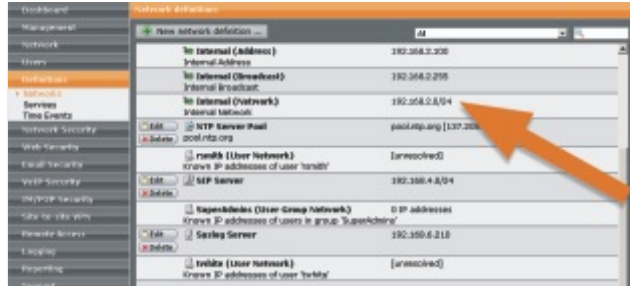 Dashboard
Management
Network
Users
Definitions
Networks
Services
Time Events
Network Security
Web Security
Email Security
VoIP Security
IM/P2P Security
Site-to-site VPN
Remote Access
Logging
Reporting
Support
Network definitions
New network definition ...
All
Internal (Address) 192.168.2.100
Internal Address
Internal (Broadcast) 192.168.2.255
Internal Broadcast
Internal (Network) 192.168.2.0/24
Internal Network
Edit NTP Server Pool pool.ntp.org
Delete pool.ntp.org
rsmith (User Network) [unresolved]
Known IP addresses of user 'rsmith'
Edit SIP Server
Delete
SuperAdmins (User Group Network) 0 IP addresses
Known IP addresses of users in group 'SuperAdmins'
Edit Syslog Server
Delete
twhite (User Network) [unresolved]
Known IP addresses of user 'twhite'